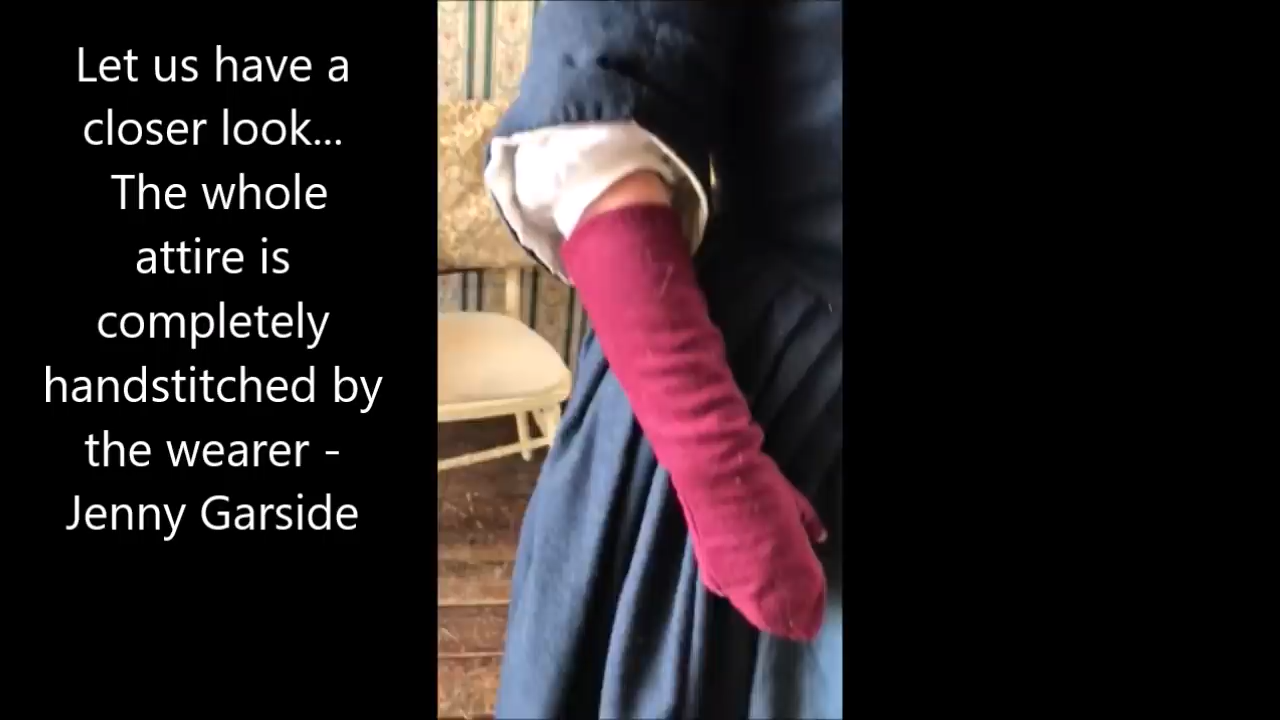 Let us have a
closer look...
The whole
attire is
completely
handstitched by
the wearer -
Jenny Garside